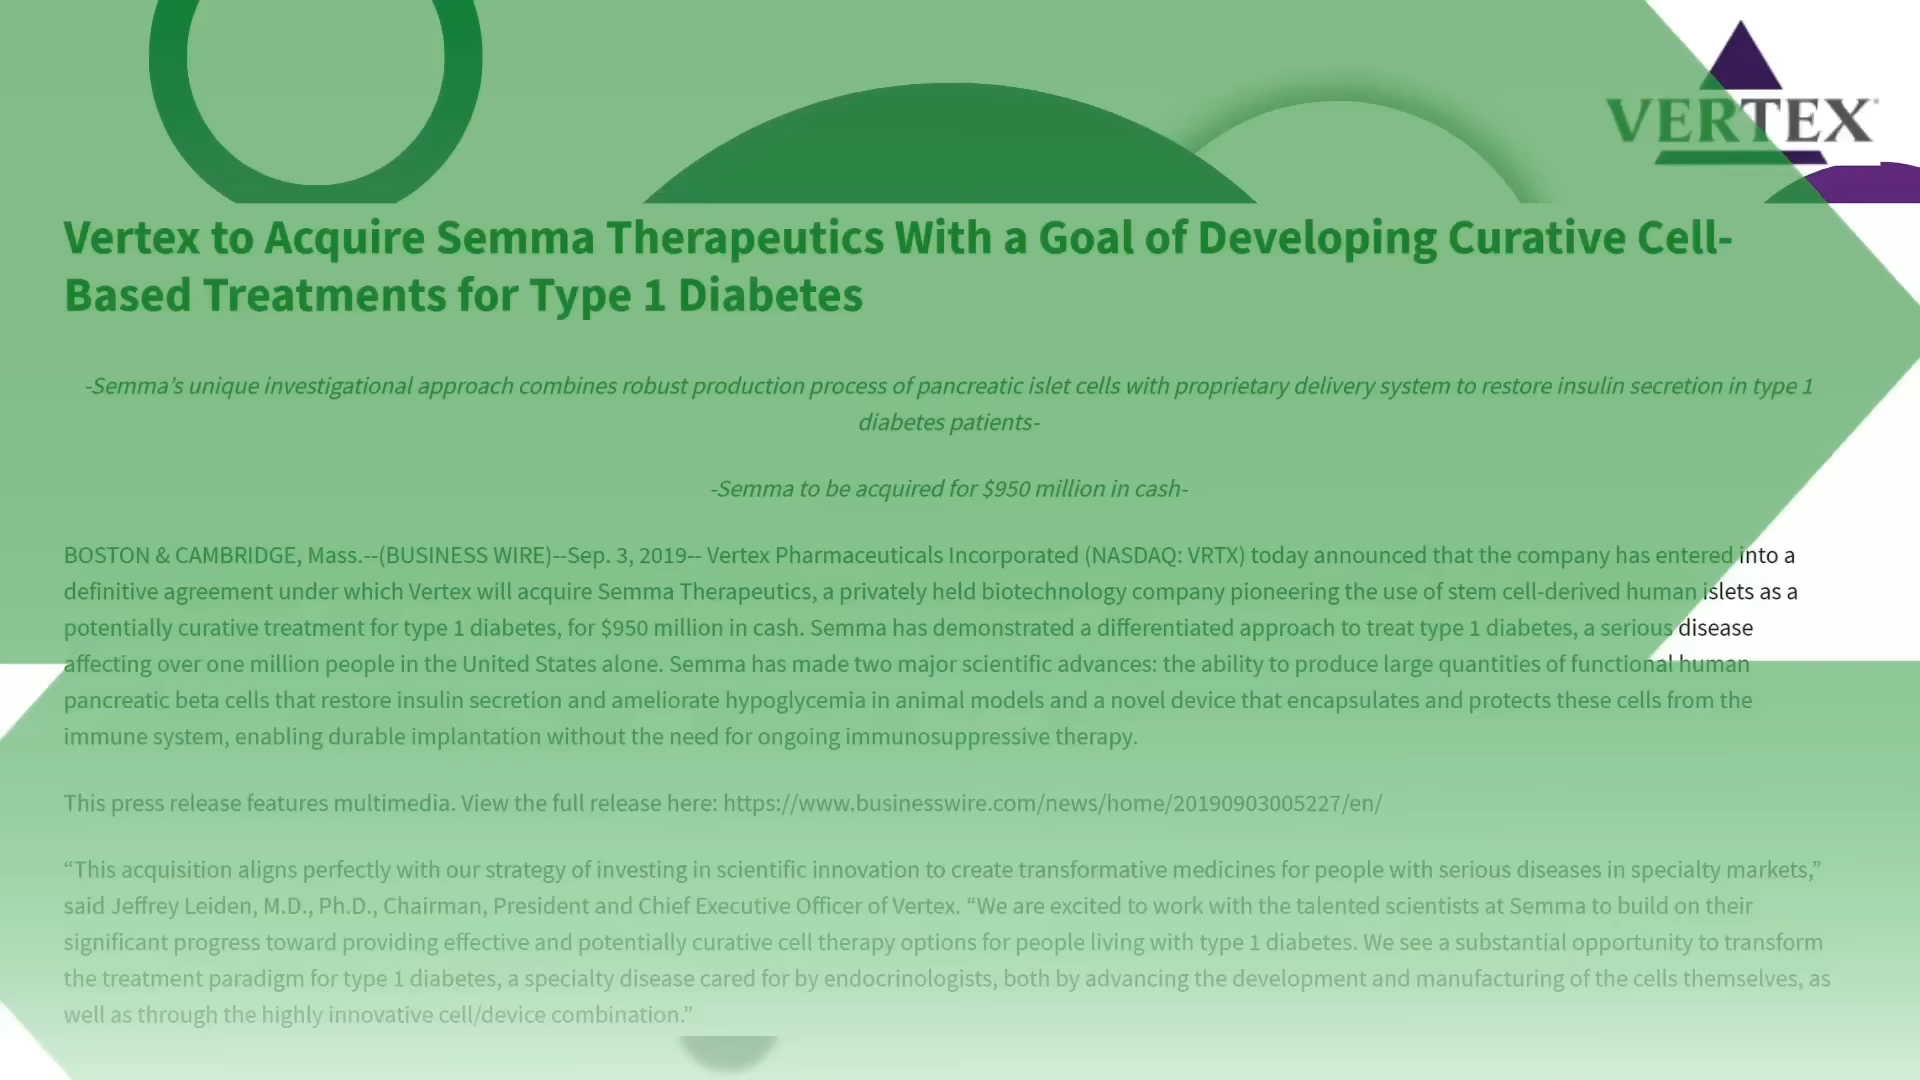 VERTEX
Vertex to Acquire Semma Therapeutics With a Goal of Developing Curative Cell-
Based Treatments for Type 1 Diabetes
-Semma’s unique investigational approach combines robust production process of pancreatic islet cells with proprietary delivery system to restore insulin secretion in type 1
diabetes patients-
-Semma to be acquired for $950 million in cash-
BOSTON & CAMBRIDGE, Mass.--(BUSINESS WIRE)--Sep. 3, 2019-- Vertex Pharmaceuticals Incorporated (NASDAQ: VRTX) today announced that the company has entered into a
definitive agreement under which Vertex will acquire Semma Therapeutics, a privately held biotechnology company pioneering the use of stem cell-derived human islets as a
potentially curative treatment for type 1 diabetes, for $950 million in cash. Semma has demonstrated a differentiated approach to treat type 1 diabetes, a serious disease
affecting over one million people in the United States alone. Semma has made two major scientific advances: the ability to produce large quantities of functional human
pancreatic beta cells that restore insulin secretion and ameliorate hypoglycemia in animal models and a novel device that encapsulates and protects these cells from the
immune system, enabling durable implantation without the need for ongoing immunosuppressive therapy.
This press release features multimedia. View the full release here: https://www.businesswire.com/news/home/20190903005227/en/
“This acquisition aligns perfectly with our strategy of investing in scientific innovation to create transformative medicines for people with serious diseases in specialty markets,”
said Jeffrey Leiden, M.D., Ph.D., Chairman, President and Chief Executive Officer of Vertex. “We are excited to work with the talented scientists at Semma to build on their
significant progress toward providing effective and potentially curative cell therapy options for people living with type 1 diabetes. We see a substantial opportunity to transform
the treatment paradigm for type 1 diabetes, a specialty disease cared for by endocrinologists, both by advancing the development and manufacturing of the cells themselves, as
well as through the highly innovative cell/device combination.”